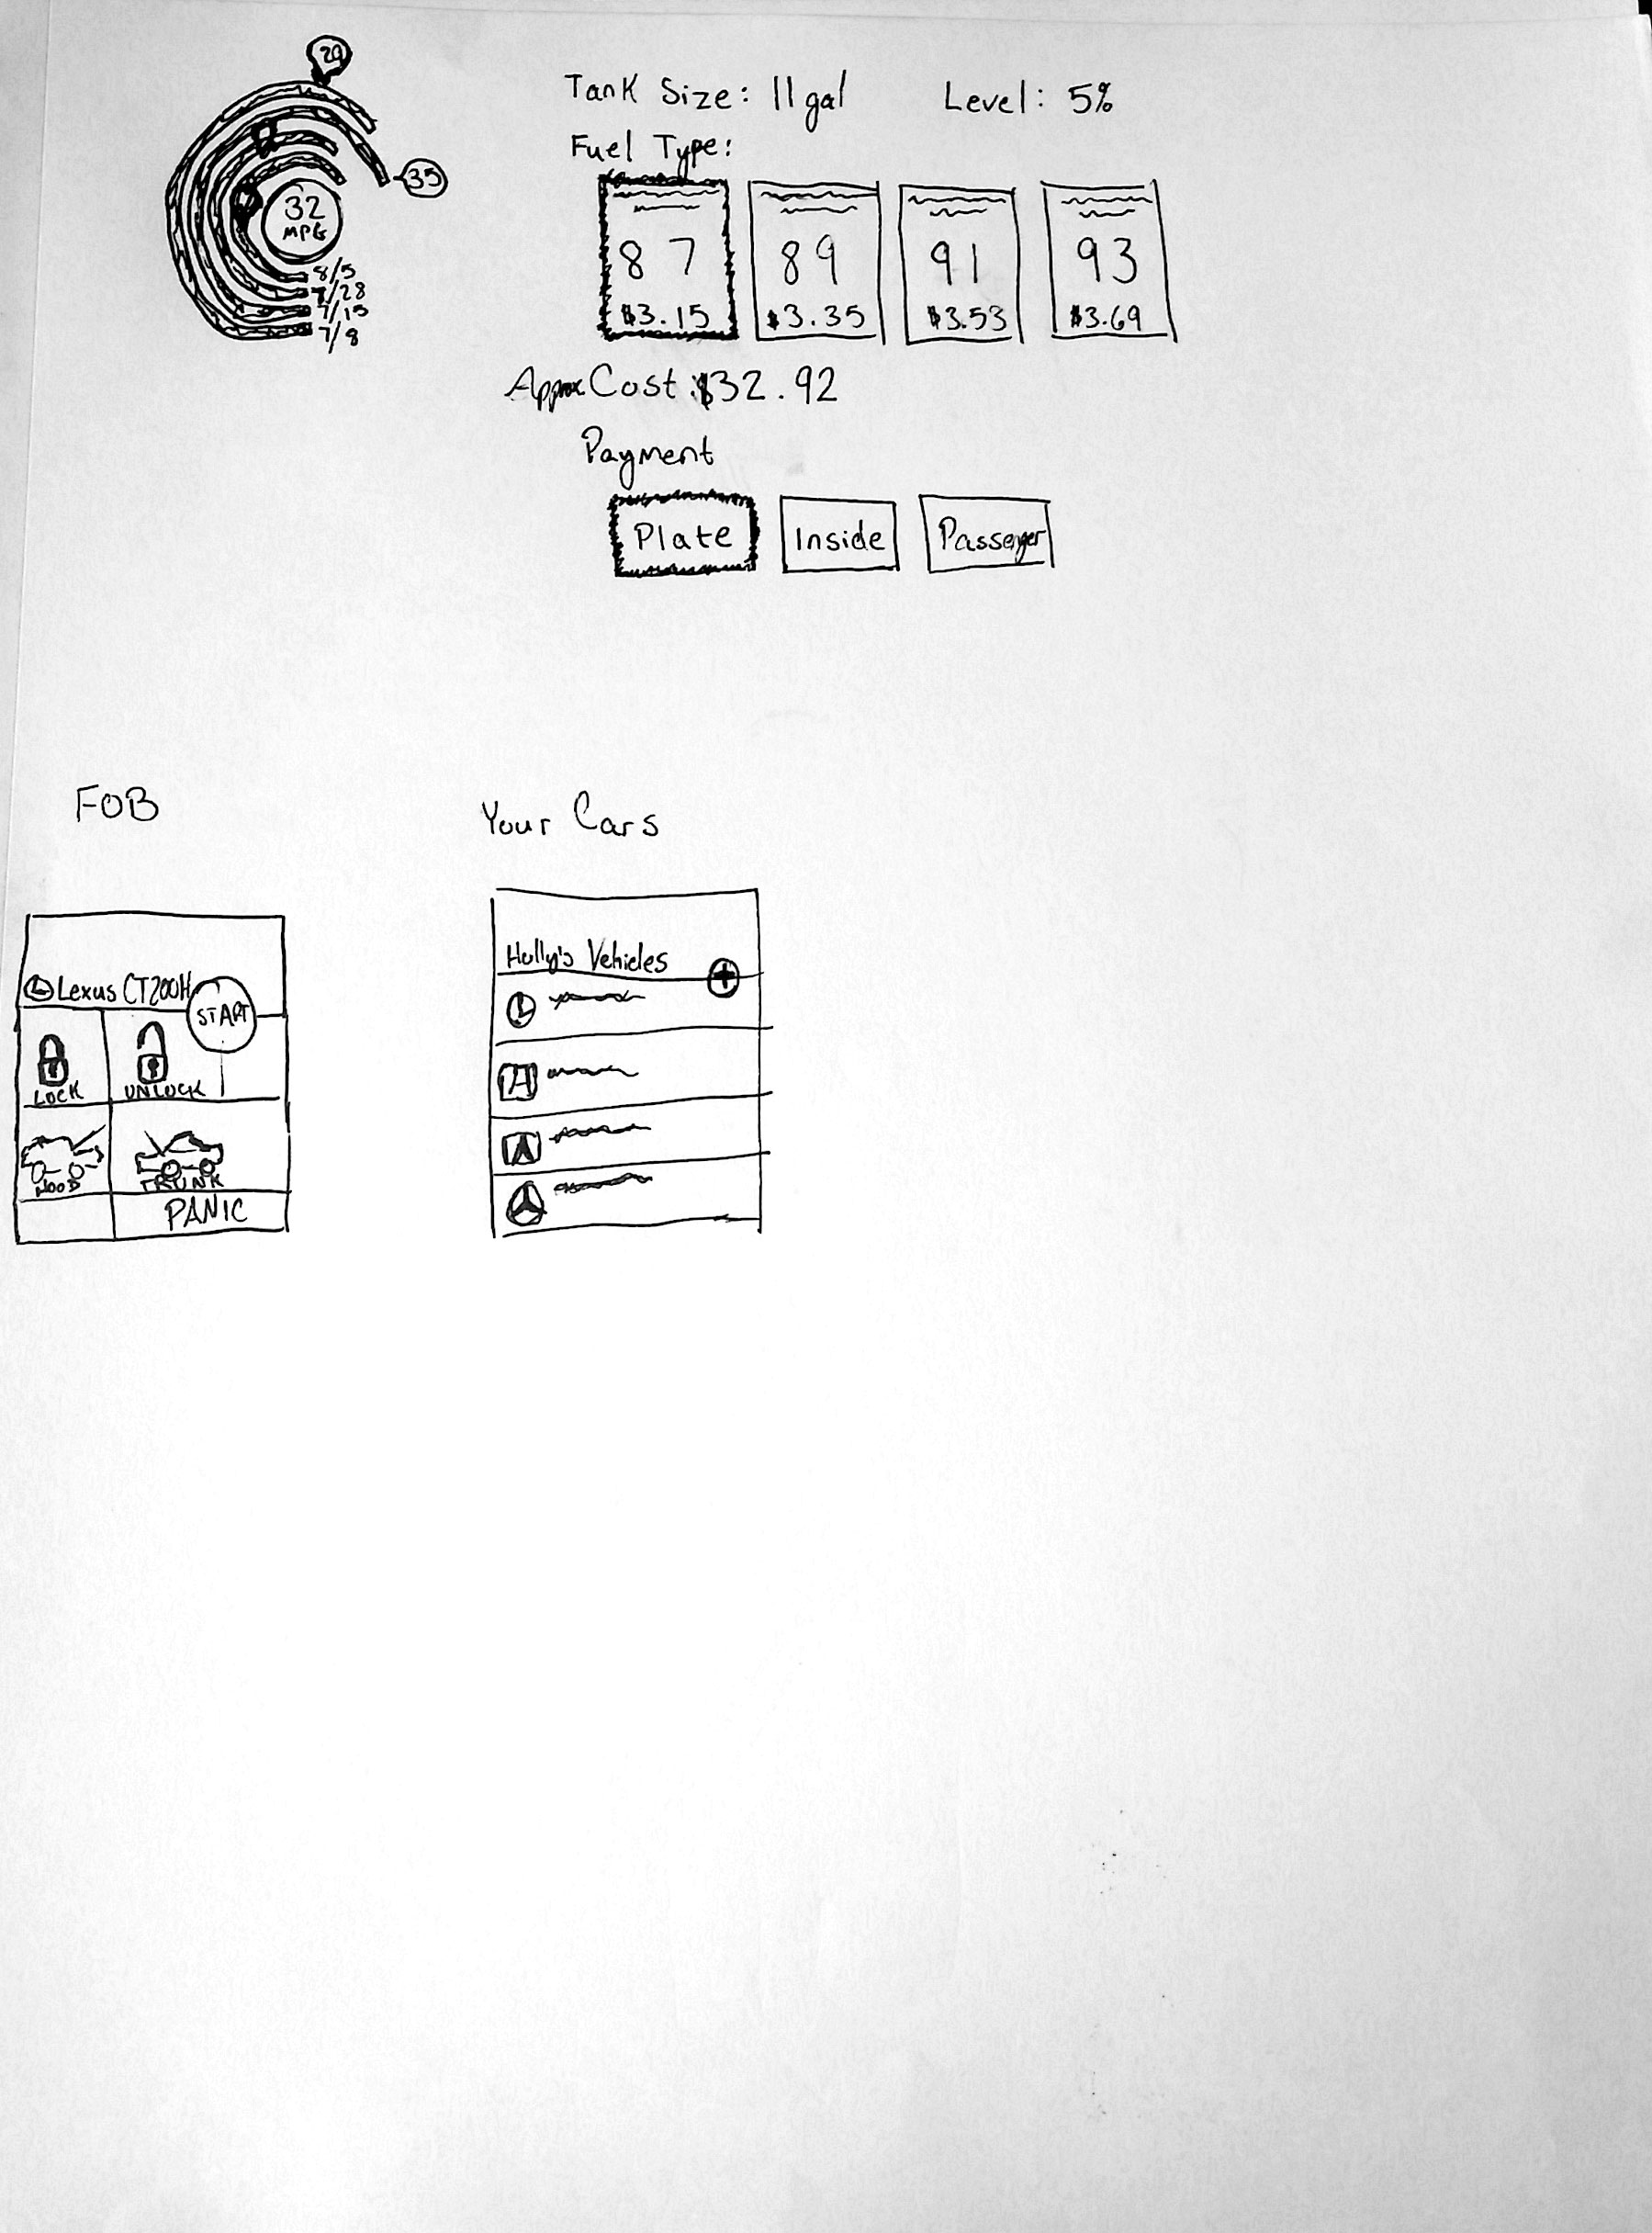 29
35
32
MPG
8/5
7/28
7/15
7/8
Tank Size: 11 gal Level: 5%
Fuel Type:
87 89 91 93
$3.15 $3.35 $3.53 $3.69
Approx. Cost: $32.92
Payment
Plate Inside Passenger
FOB
Lexus CT200H
START
LOCK UNLOCK
HOOD TRUNK
PANIC
Your Cars
Holly's Vehicles
+
L
H